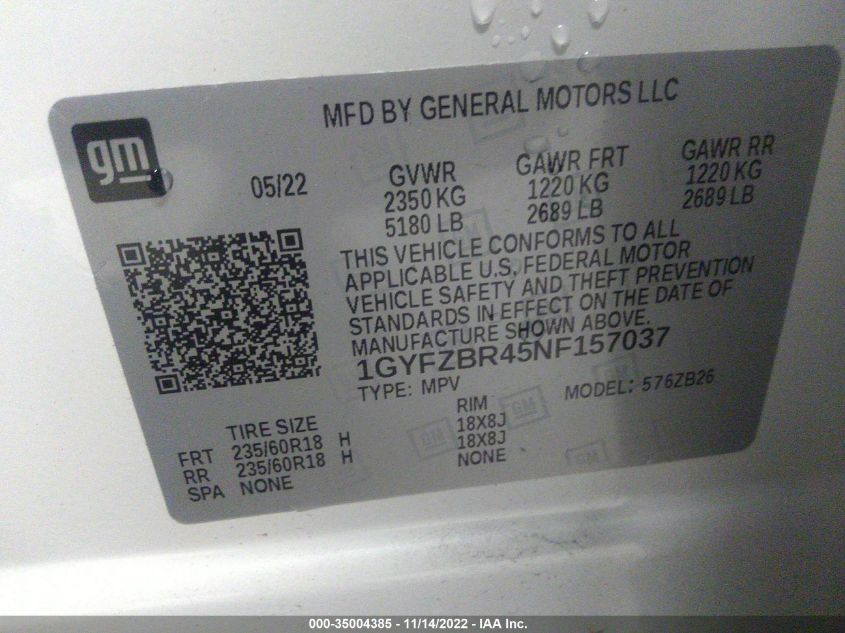 MFD BY GENERAL MOTORS LLC
gm
05/22
GVWR
2350 KG
5180 LB
GAWR FRT
1220 KG
2689 LB
GAWR RR
1220 KG
2689 LB
THIS VEHICLE CONFORMS TO ALL
APPLICABLE U.S. FEDERAL MOTOR
VEHICLE SAFETY AND THEFT PREVENTION
STANDARDS IN EFFECT ON THE DATE OF
MANUFACTURE SHOWN ABOVE.
1GYFZBR45NF157037
TYPE: MPV
MODEL: 576ZB26
TIRE SIZE
RIM
FRT 235/60R18 H 18X8J
RR 235/60R18 H 18X8J
SPA NONE NONE
GM
GM
GM
000-35004385 - 11/14/2022 - IAA Inc.